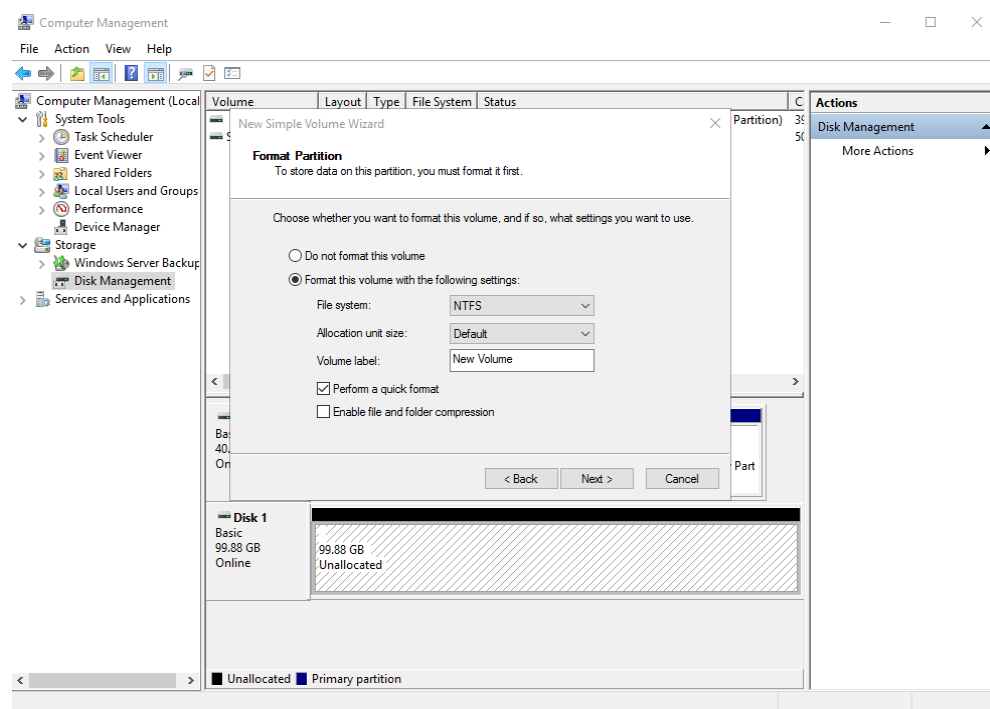 Computer Management
File Action View Help
Computer Management (Local
System Tools
Task Scheduler
Event Viewer
Shared Folders
Local Users and Groups
Performance
Device Manager
Storage
Windows Server Backup
Disk Management
Services and Applications
Volume Layout Type File System Status C
Partition) 39
S 50
New Simple Volume Wizard
Format Partition
To store data on this partition, you must format it first.
Choose whether you want to format this volume, and if so, what settings you want to use.
Do not format this volume
Format this volume with the following settings:
File system: NTFS
Allocation unit size: Default
Volume label: New Volume
Perform a quick format
Enable file and folder compression
< Back Next > Cancel
Ba
40.
On
Part
Disk 1
Basic
99.88 GB
Online
99.88 GB
Unallocated
Unallocated Primary partition
Actions
Disk Management
More Actions